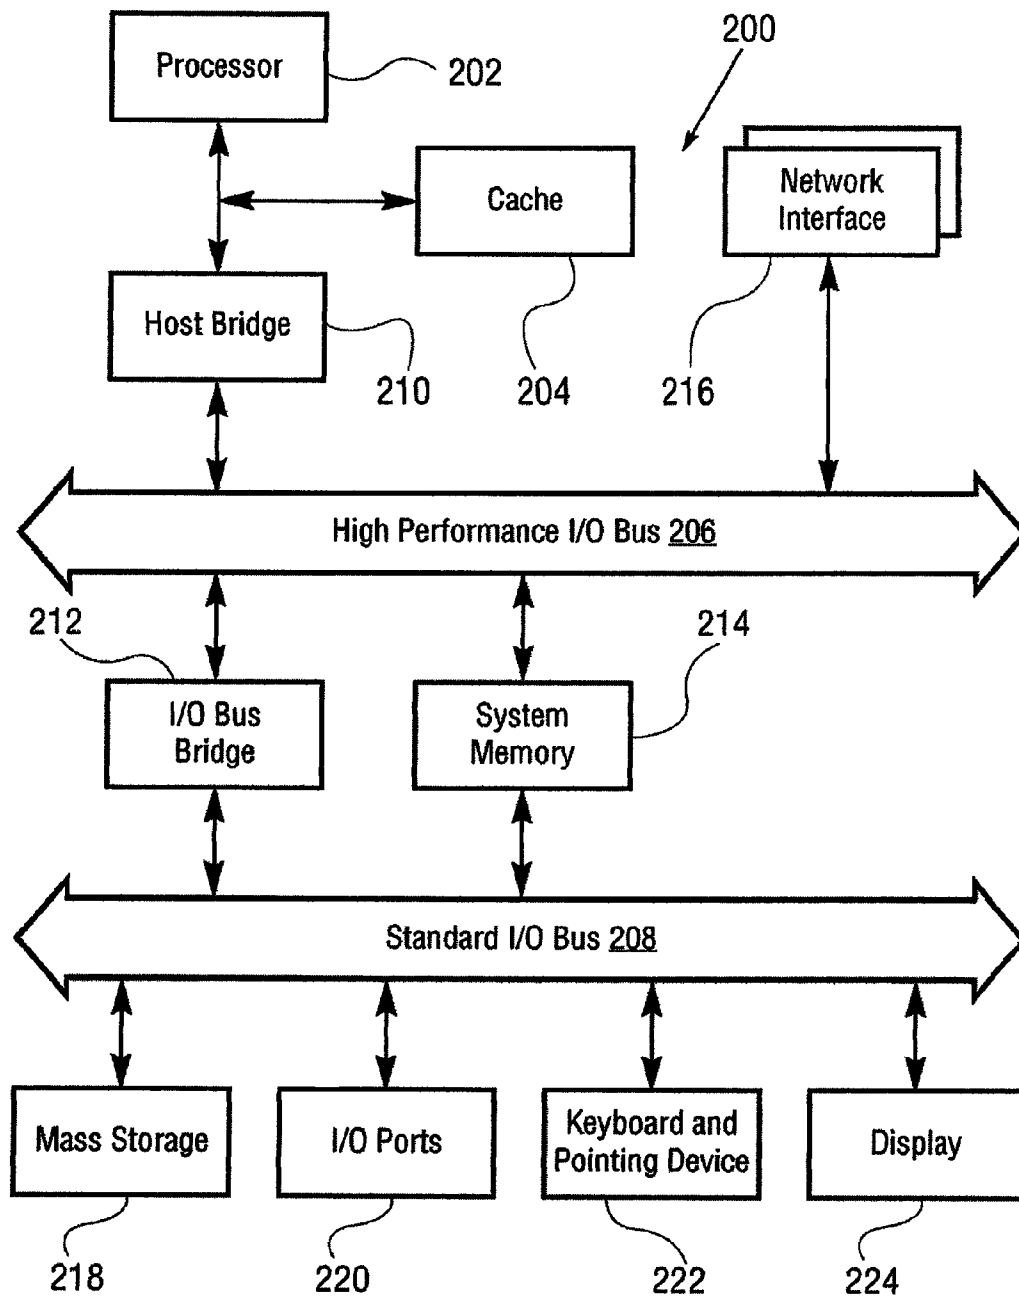 Processor
202
200
Cache
Network
Interface
Host Bridge
210
204
216
High Performance I/O Bus 206
212
214
I/O Bus
Bridge
System
Memory
Standard I/O Bus 208
Mass Storage
I/O Ports
Keyboard and
Pointing Device
Display
218
220
222
224